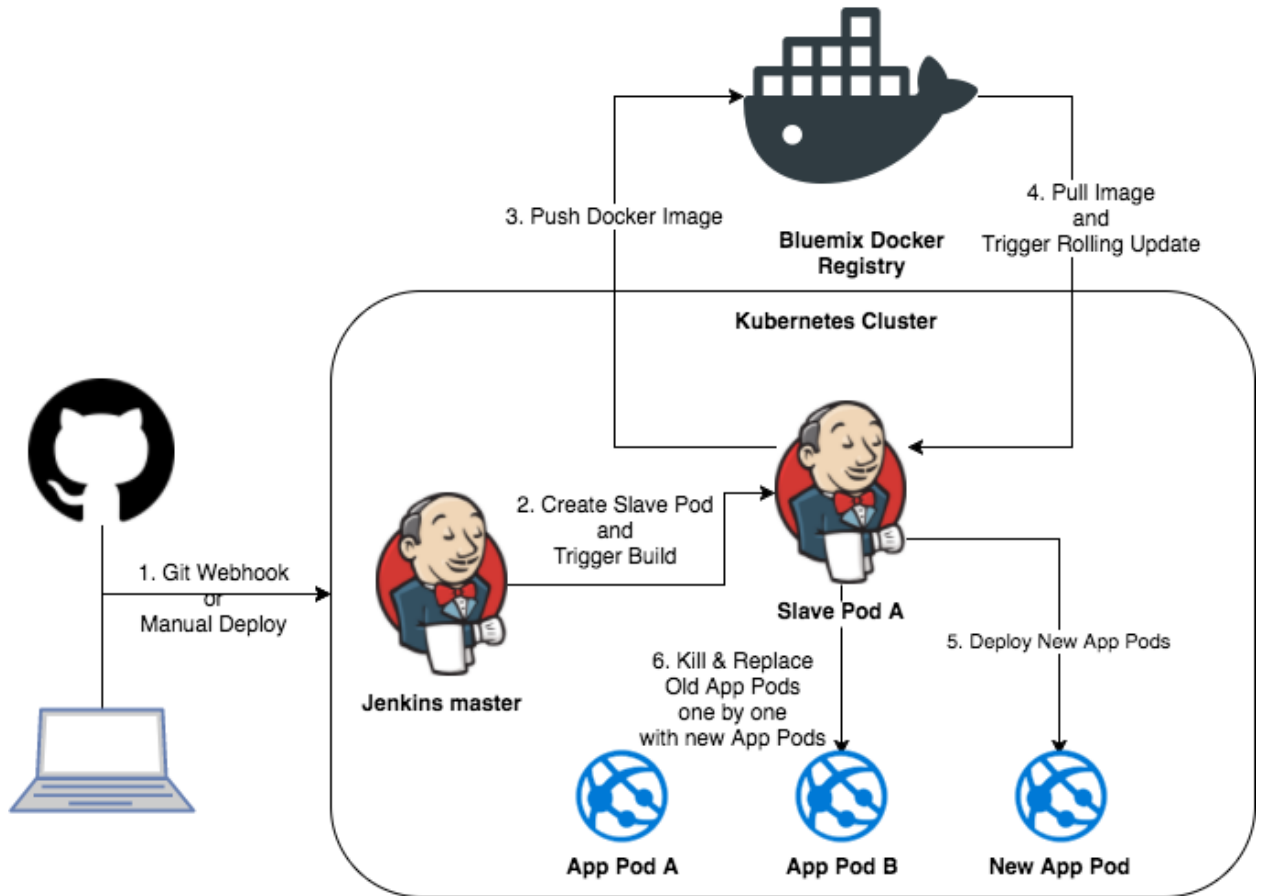 3. Push Docker Image
4. Pull Image
and
Trigger Rolling Update
Bluemix Docker
Registry
Kubernetes Cluster
1. Git Webhook
or
Manual Deploy
2. Create Slave Pod
and
Trigger Build
Jenkins master
Slave Pod A
5. Deploy New App Pods
6. Kill & Replace
Old App Pods
one by one
with new App Pods
App Pod A
App Pod B
New App Pod